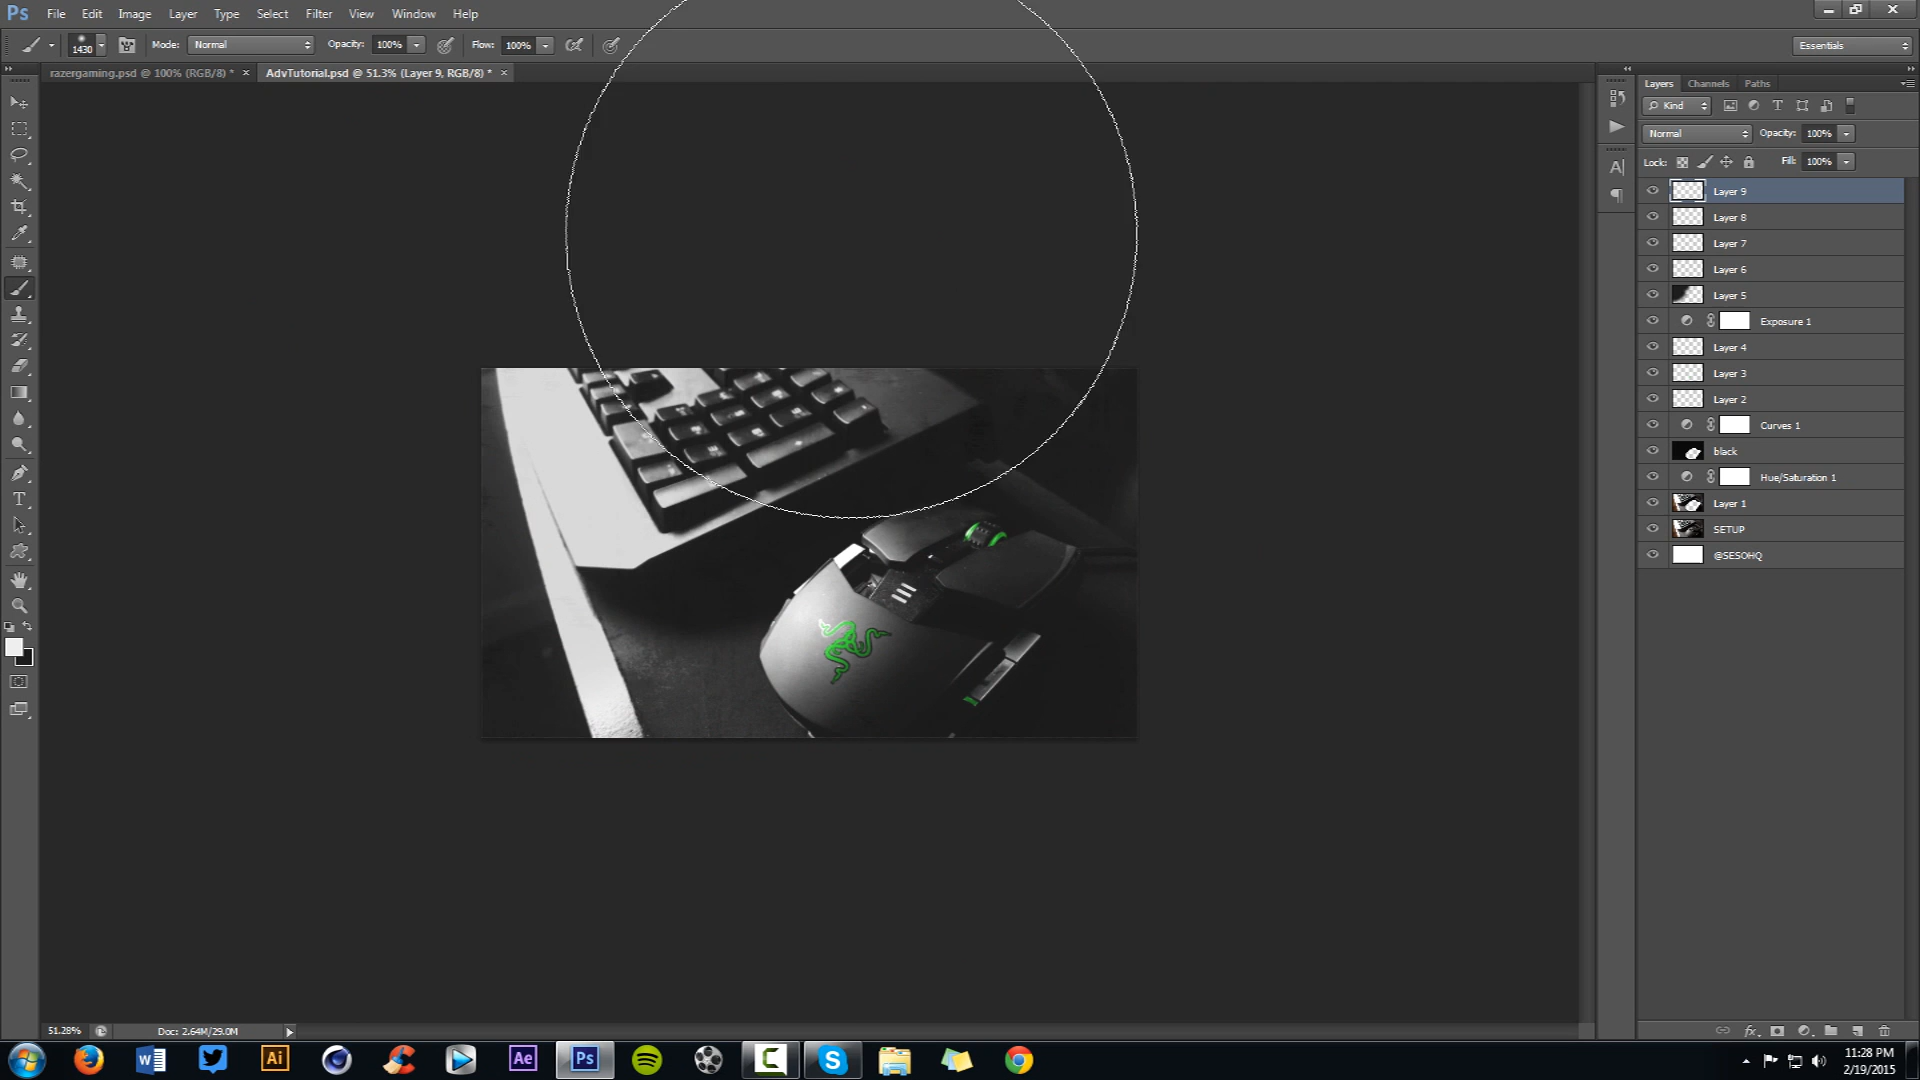 Ps File Edit Image Layer Type Select Filter View Window Help
1430 Mode: Normal Opacity: 100% Flow: 100% Essentials
razergaming.psd @ 100% (RGB/8) * × AdvTutorial.psd @ 51.3% (Layer 9, RGB/8) * ×
Layers Channels Paths
Kind
Normal Opacity: 100%
Lock: Fill: 100%
Layer 9
Layer 8
Layer 7
Layer 6
Layer 5
Exposure 1
Layer 4
Layer 3
Layer 2
Curves 1
black
Hue/Saturation 1
Layer 1
SETUP
@SESOHQ
51.28% Doc: 2.64M/29.0M
fx
W Ai Ae Ps C S
11:28 PM
2/19/2015